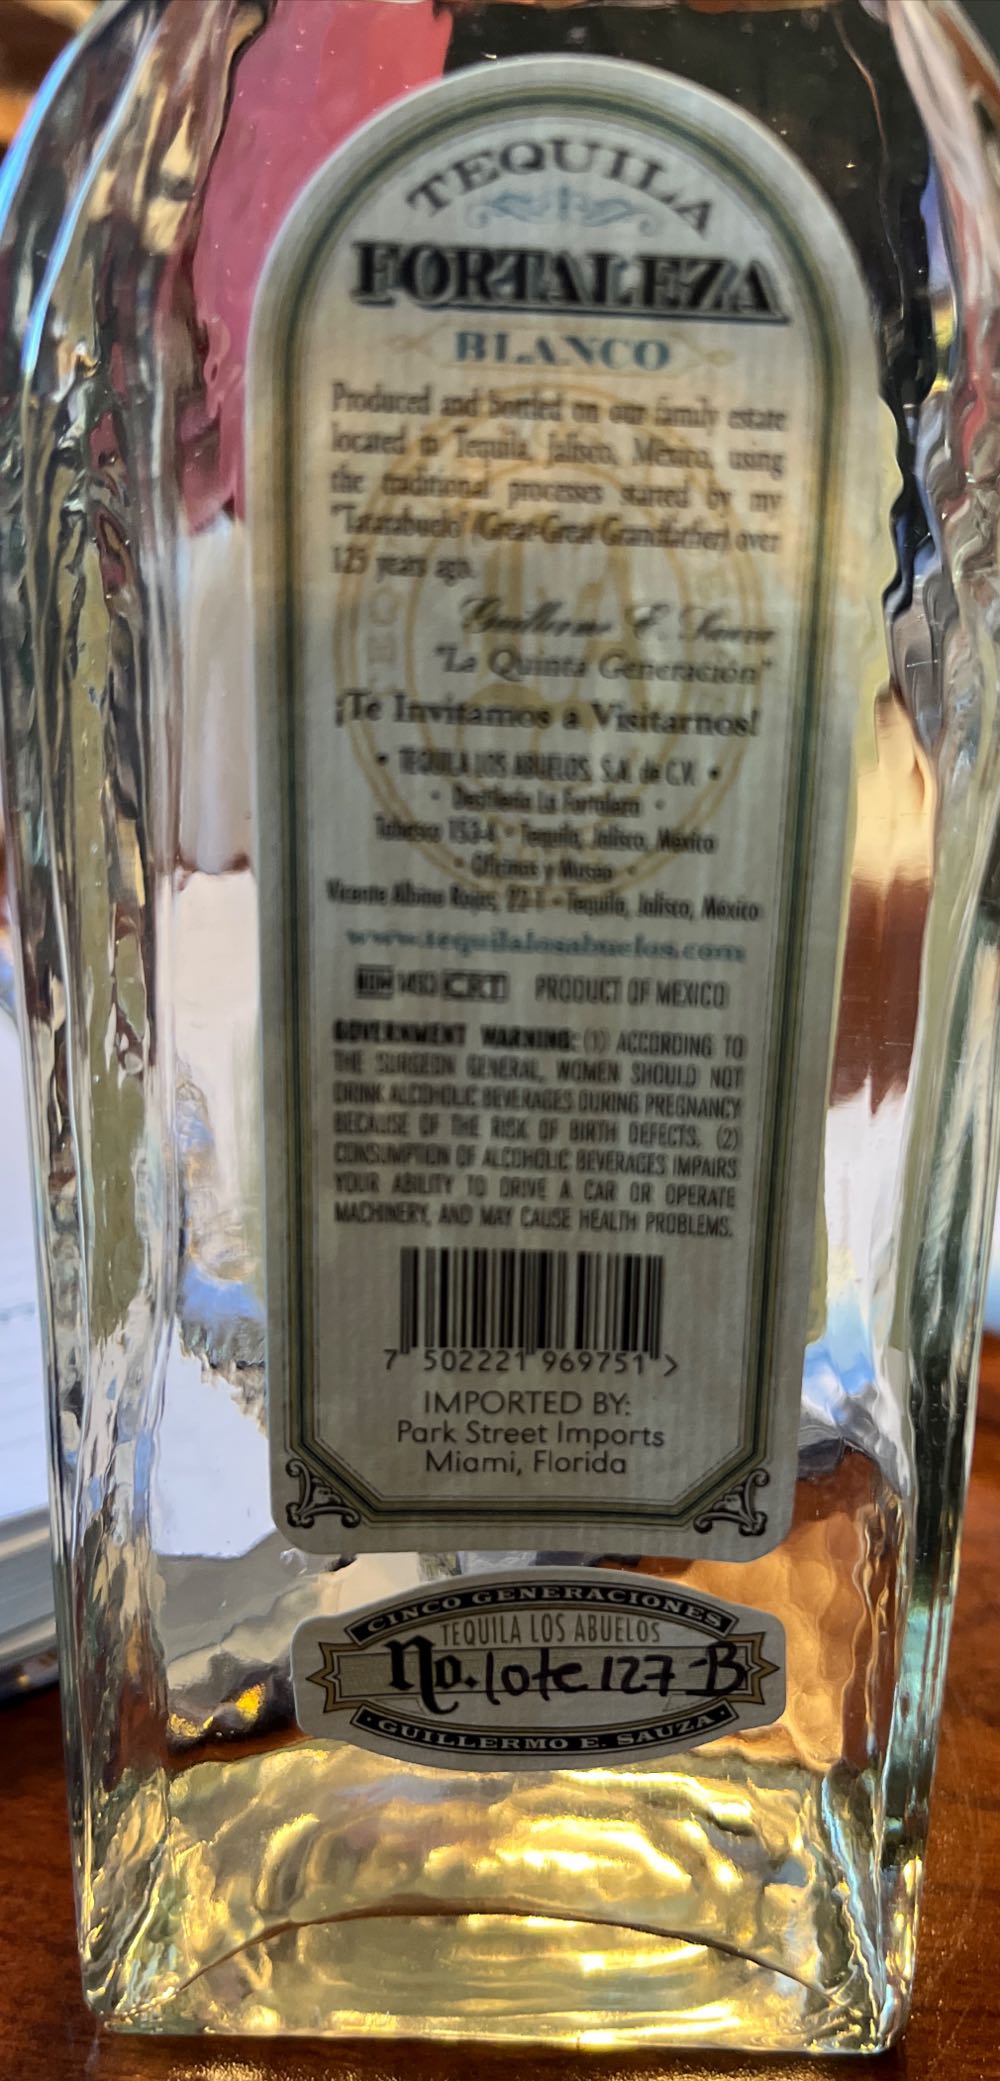 TEQUILA
FORTALEZA
BLANCO
Produced and bottled on our family estate
located in Tequila, Jalisco, Mexico, using
the traditional processes started by my
"Tatarabuelo" (Great-Great Grandfather) over
125 years ago.
Guillermo E. Sauza
"La Quinta Generación"
¡Te Invitamos a Visitarnos!
• TEQUILA LOS ABUELOS, S.A. de C.V. •
• Destilería La Fortaleza •
Tabasco 153-A • Tequila, Jalisco, México
• Oficinas y Museo •
Vicente Albino Rojas, 22-1 • Tequila, Jalisco, México
www.tequilalosabuelos.com
NOM 1493 CRT PRODUCT OF MEXICO
GOVERNMENT WARNING: (1) ACCORDING TO
THE SURGEON GENERAL, WOMEN SHOULD NOT
DRINK ALCOHOLIC BEVERAGES DURING PREGNANCY
BECAUSE OF THE RISK OF BIRTH DEFECTS. (2)
CONSUMPTION OF ALCOHOLIC BEVERAGES IMPAIRS
YOUR ABILITY TO DRIVE A CAR OR OPERATE
MACHINERY, AND MAY CAUSE HEALTH PROBLEMS.
7 502221 969751 >
IMPORTED BY:
Park Street Imports
Miami, Florida
CINCO GENERACIONES
TEQUILA LOS ABUELOS
No. lote 127-B
• GUILLERMO E. SAUZA •